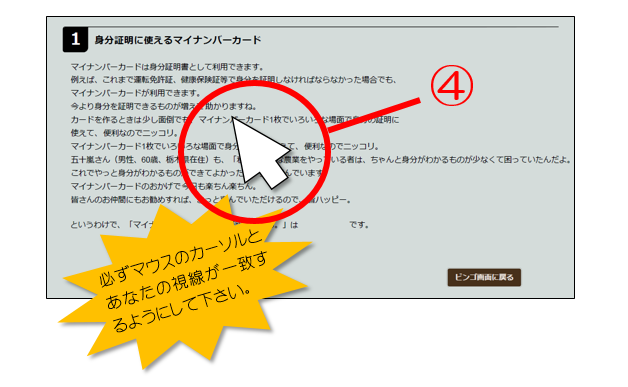 1 身分証明に使えるマイナンバーカード
マイナンバーカードは身分証明書として利用できます。
例えば、これまで運転免許証、健康保険証等で身分を証明しなければならなかった場合でも、
マイナンバーカードが利用できます。
今より身分を証明できるものが増えて助かりますね。
カードを作るときは少し面倒でも、マイナンバーカード1枚でいろいろな場面で身分の証明に
使えて、便利なのでニッコリ。
マイナンバーカード1枚でいろいろな場面で身分 えて、便利なのでニッコリ。
五十嵐さん（男性、60歳、栃木県在住）も、「 農業をやっている者は、ちゃんと身分がわかるものが少なくて困っていたんだよ。
これでやっと身分がわかるものができてよかった んでいます
マイナンバーカードのおかげで今日も楽ちん楽ちん。
皆さんのお仲間にもお勧めすれば、きっと んでいただけるので、 ハッピー。
というわけで、「マイナ 。」は です。
④
必ずマウスのカーソルと
あなたの視線が一致す
るようにして下さい。
ビンゴ画面に戻る